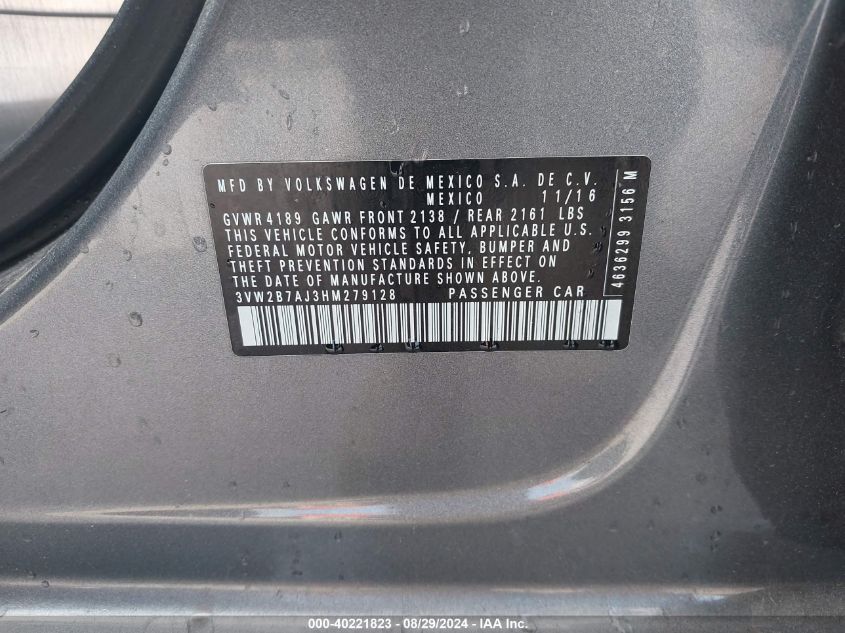 MFD BY VOLKSWAGEN DE MEXICO S.A. DE C.V.
MEXICO 11/16
GVWR 4189 GAWR FRONT 2138 / REAR 2161 LBS
THIS VEHICLE CONFORMS TO ALL APPLICABLE U.S.
FEDERAL MOTOR VEHICLE SAFETY, BUMPER AND
THEFT PREVENTION STANDARDS IN EFFECT ON
THE DATE OF MANUFACTURE SHOWN ABOVE.
3VW2B7AJ3HM279128 PASSENGER CAR
4636299 3156 M
000-40221823 - 08/29/2024 - IAA Inc.